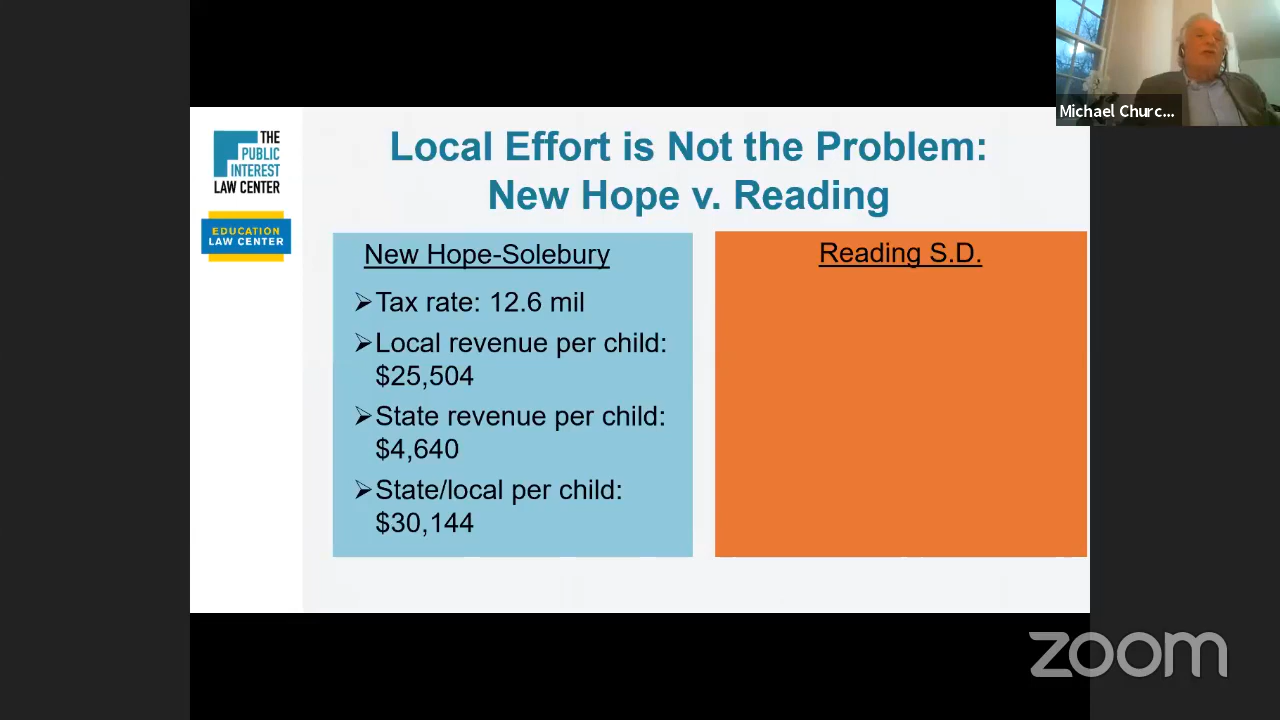 Michael Churc...
THE
PUBLIC
INTEREST
LAW CENTER
EDUCATION
LAW CENTER
Local Effort is Not the Problem:
New Hope v. Reading
New Hope-Solebury
➢Tax rate: 12.6 mil
➢Local revenue per child:
$25,504
➢State revenue per child:
$4,640
➢State/local per child:
$30,144
Reading S.D.
zoom